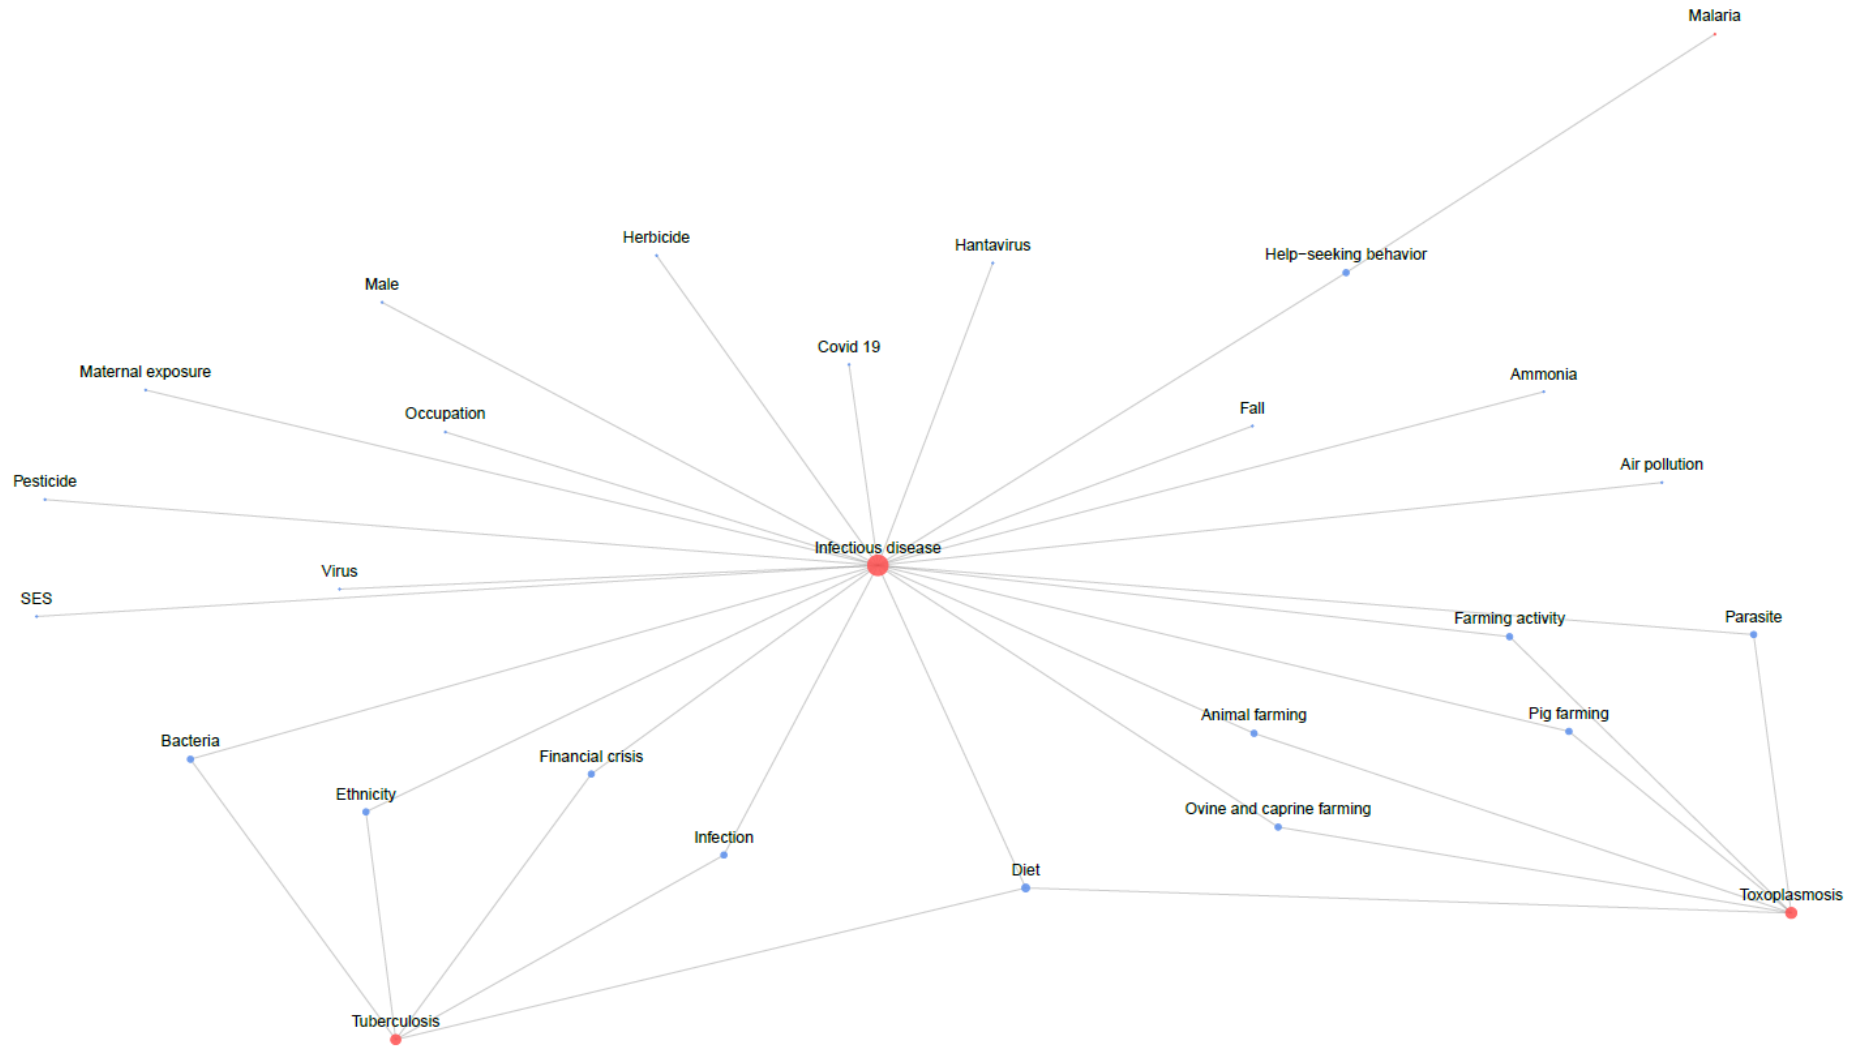 Malaria
Herbicide
Hantavirus
Help−seeking behavior
Male
Covid 19
Maternal exposure
Ammonia
Occupation
Fall
Air pollution
Pesticide
Infectious disease
Virus
SES
Farming activity
Parasite
Animal farming
Pig farming
Bacteria
Financial crisis
Ethnicity
Ovine and caprine farming
Infection
Diet
Toxoplasmosis
Tuberculosis